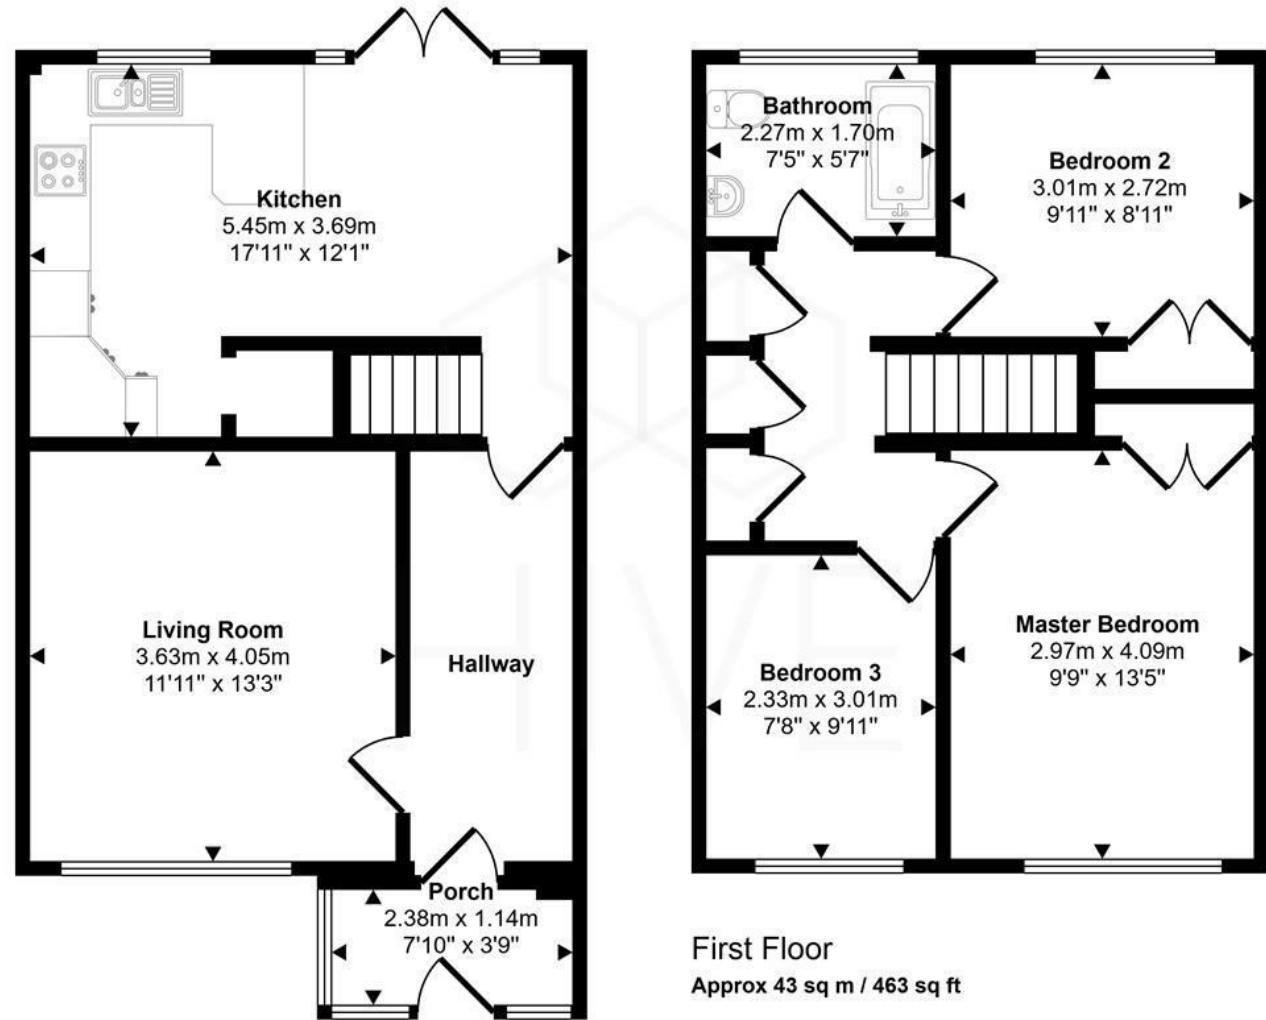 Kitchen
5.45m x 3.69m
17'11" x 12'1"
Living Room
3.63m x 4.05m
11'11" x 13'3"
Hallway
Porch
2.38m x 1.14m
7'10" x 3'9"
Bathroom
2.27m x 1.70m
7'5" x 5'7"
Bedroom 2
3.01m x 2.72m
9'11" x 8'11"
Bedroom 3
2.33m x 3.01m
7'8" x 9'11"
Master Bedroom
2.97m x 4.09m
9'9" x 13'5"
HIVE
First Floor
Approx 43 sq m / 463 sq ft